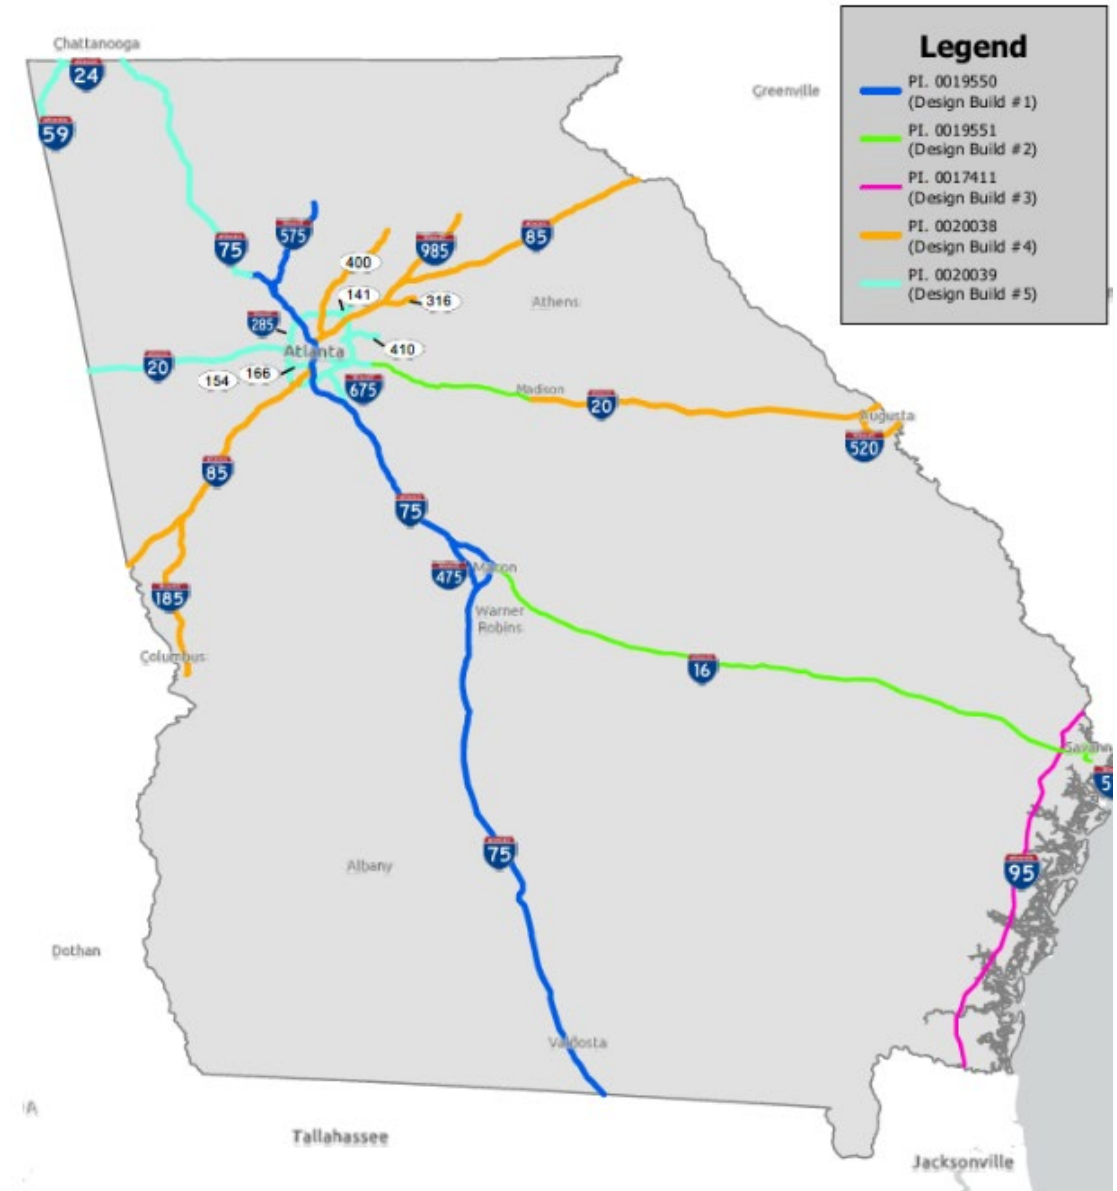 Legend
PI. 0019550
(Design Build #1)
PI. 0019551
(Design Build #2)
PI. 0017411
(Design Build #3)
PI. 0020038
(Design Build #4)
PI. 0020039
(Design Build #5)
Chattanooga
24
Greenville
59
575
75
985
85
400
141
316
Athens
285
Atlanta
410
20
154
166
675
Madison
20
Augusta
520
85
75
475
Macon
185
Warner
Robins
Columbus
16
75
95
Albany
Dothan
Valdosta
Tallahassee
Jacksonville